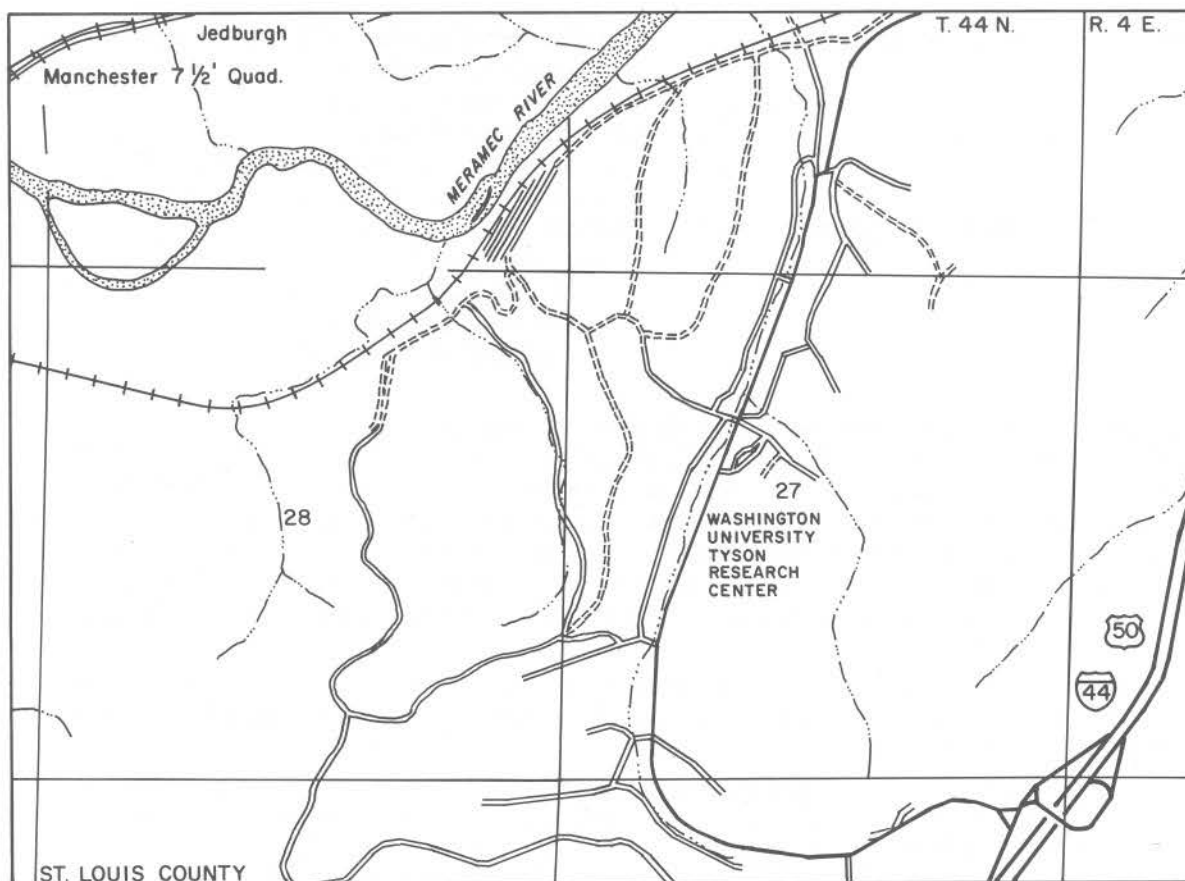 T. 44 N.
R. 4 E.
Jedburgh
Manchester 7 ½' Quad.
MERAMEC RIVER
28
27
WASHINGTON
UNIVERSITY
TYSON
RESEARCH
CENTER
50
44
ST. LOUIS COUNTY